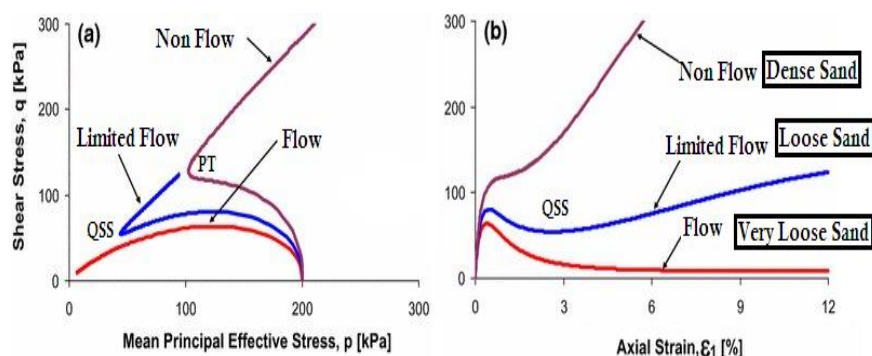 (a)
Shear Stress, q [kPa]
300
200
100
0
0
100
200
300
Mean Principal Effective Stress, p [kPa]
Non Flow
Limited Flow
Flow
PT
QSS
(b)
300
200
100
0
0
3
6
9
12
Axial Strain,ε1 [%]
Non Flow
Dense Sand
Limited Flow
Loose Sand
QSS
Flow
Very Loose Sand